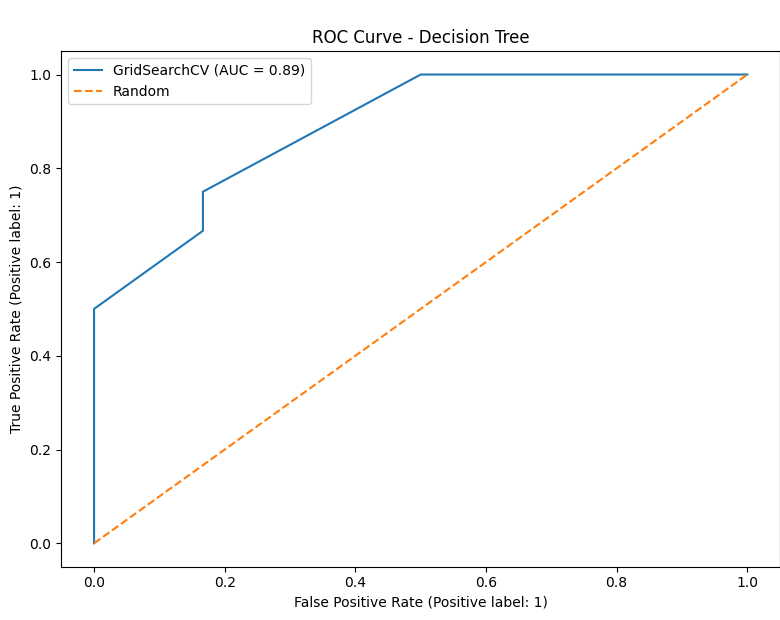 ROC Curve - Decision Tree
GridSearchCV (AUC = 0.89)
Random
1.0
0.8
0.6
0.4
0.2
0.0
True Positive Rate (Positive label: 1)
0.0 0.2 0.4 0.6 0.8 1.0
False Positive Rate (Positive label: 1)